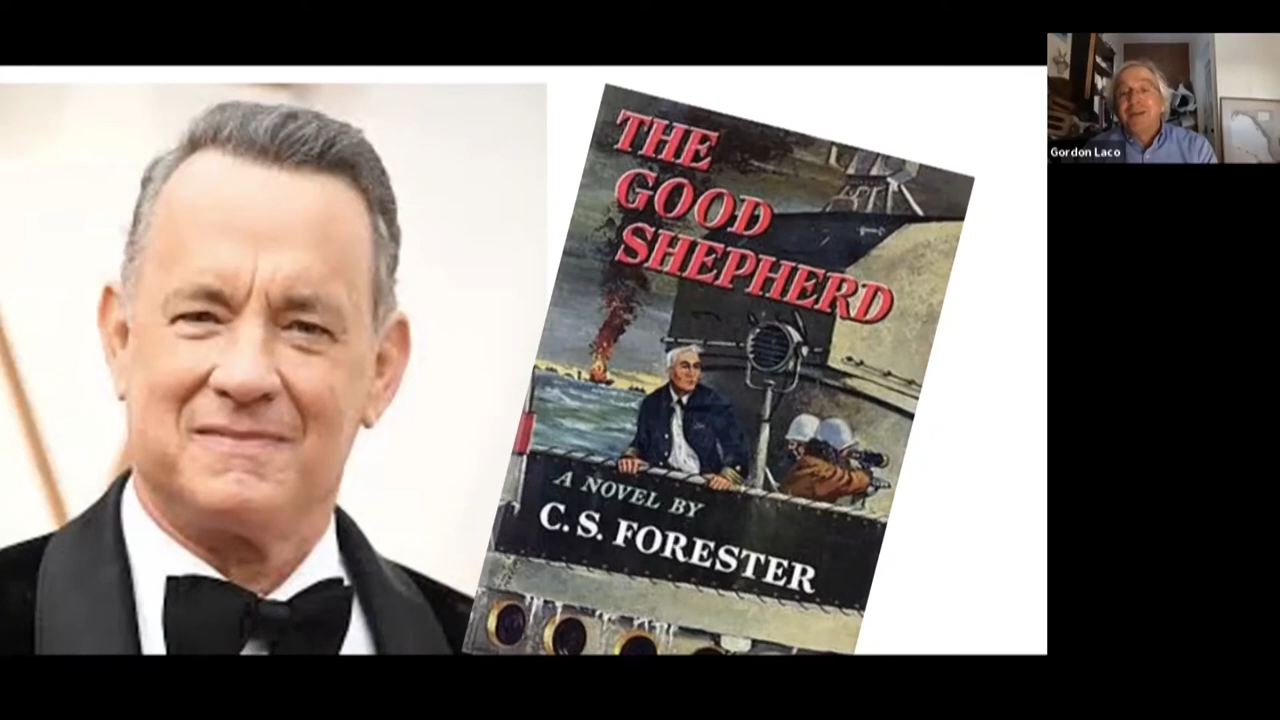 THE
GOOD
SHEPHERD
A NOVEL BY
C. S. FORESTER
Gordon Laco